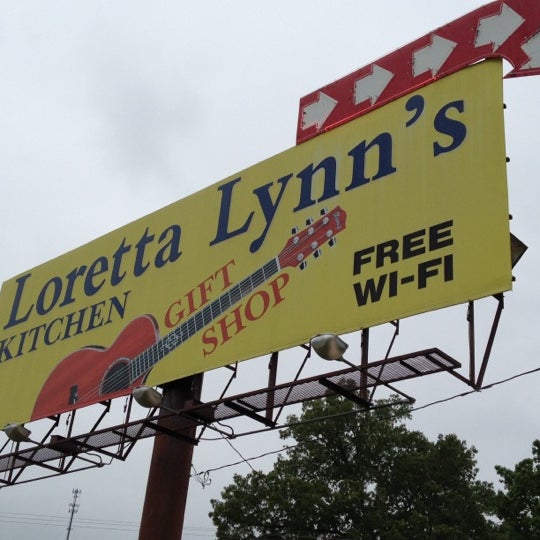 Loretta Lynn's
KITCHEN
GIFT
SHOP
FREE
WI-FI